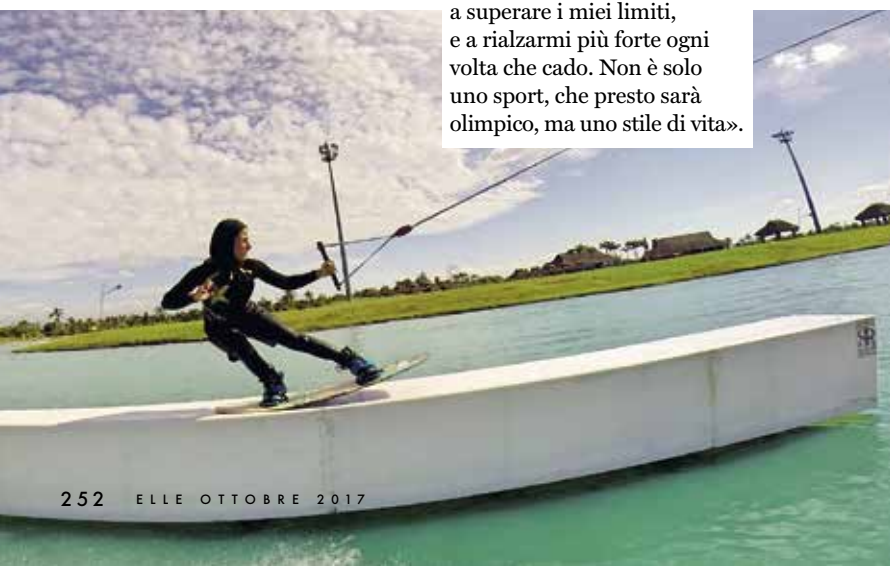 a superare i miei limiti,
e a rialzarmi più forte ogni
volta che cado. Non è solo
uno sport, che presto sarà
olimpico, ma uno stile di vita».
252 ELLE OTTOBRE 2017